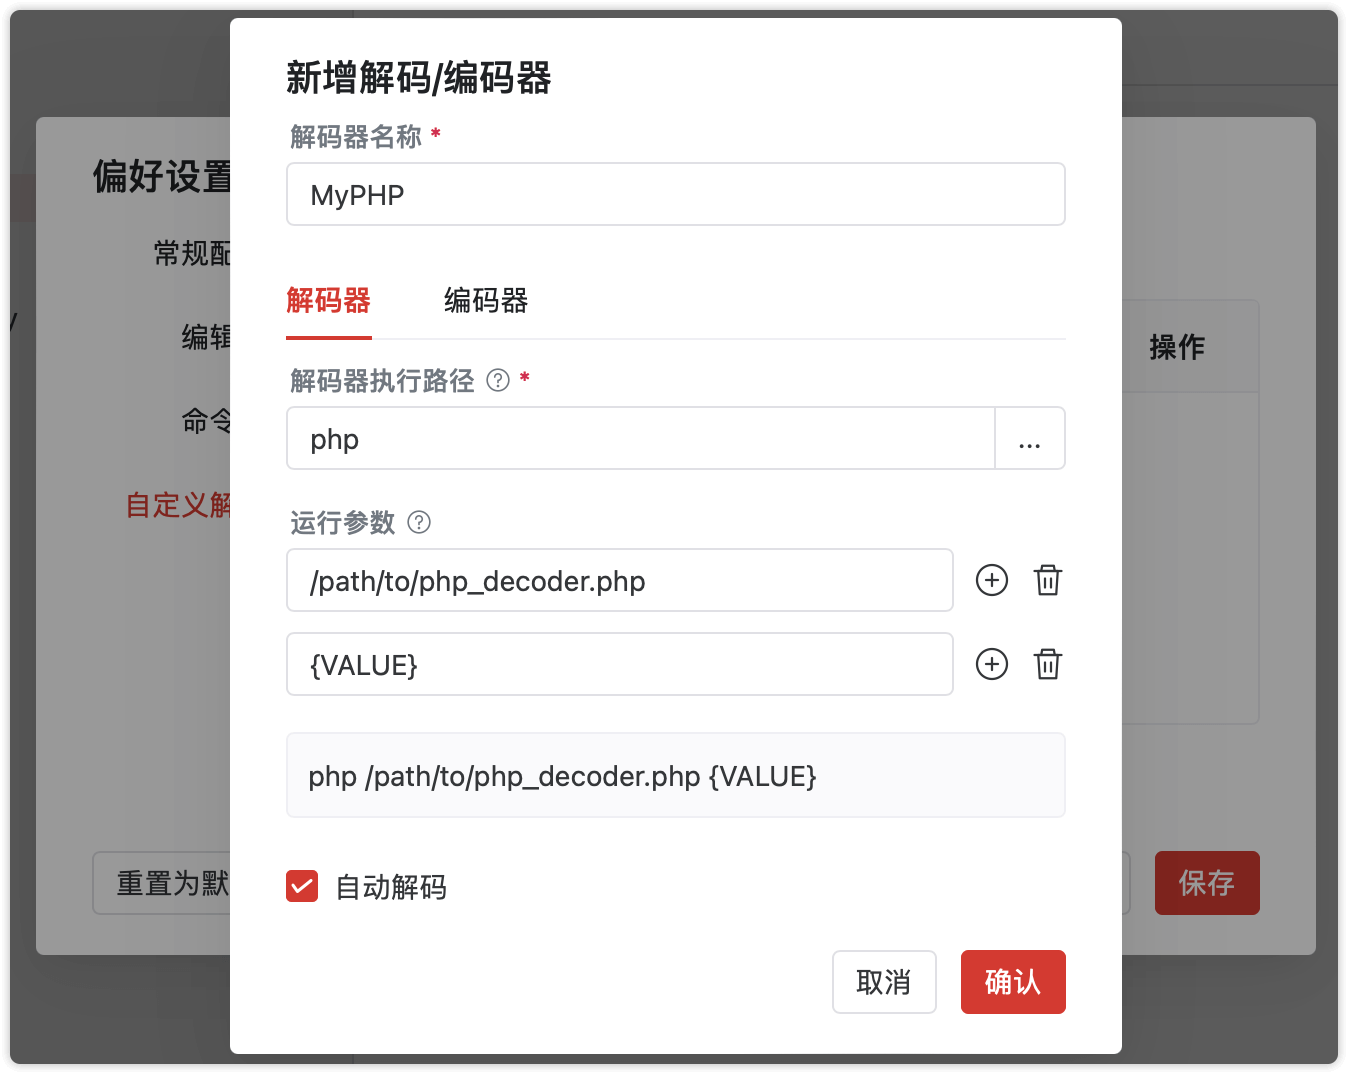 新增解码/编码器
解码器名称 *
MyPHP
解码器 编码器
解码器执行路径 ? *
php ...
运行参数 ?
/path/to/php_decoder.php
{VALUE}
php /path/to/php_decoder.php {VALUE}
自动解码
取消 确认
偏好设置
常规配
编辑
命令
自定义解
操作
重置为默
保存